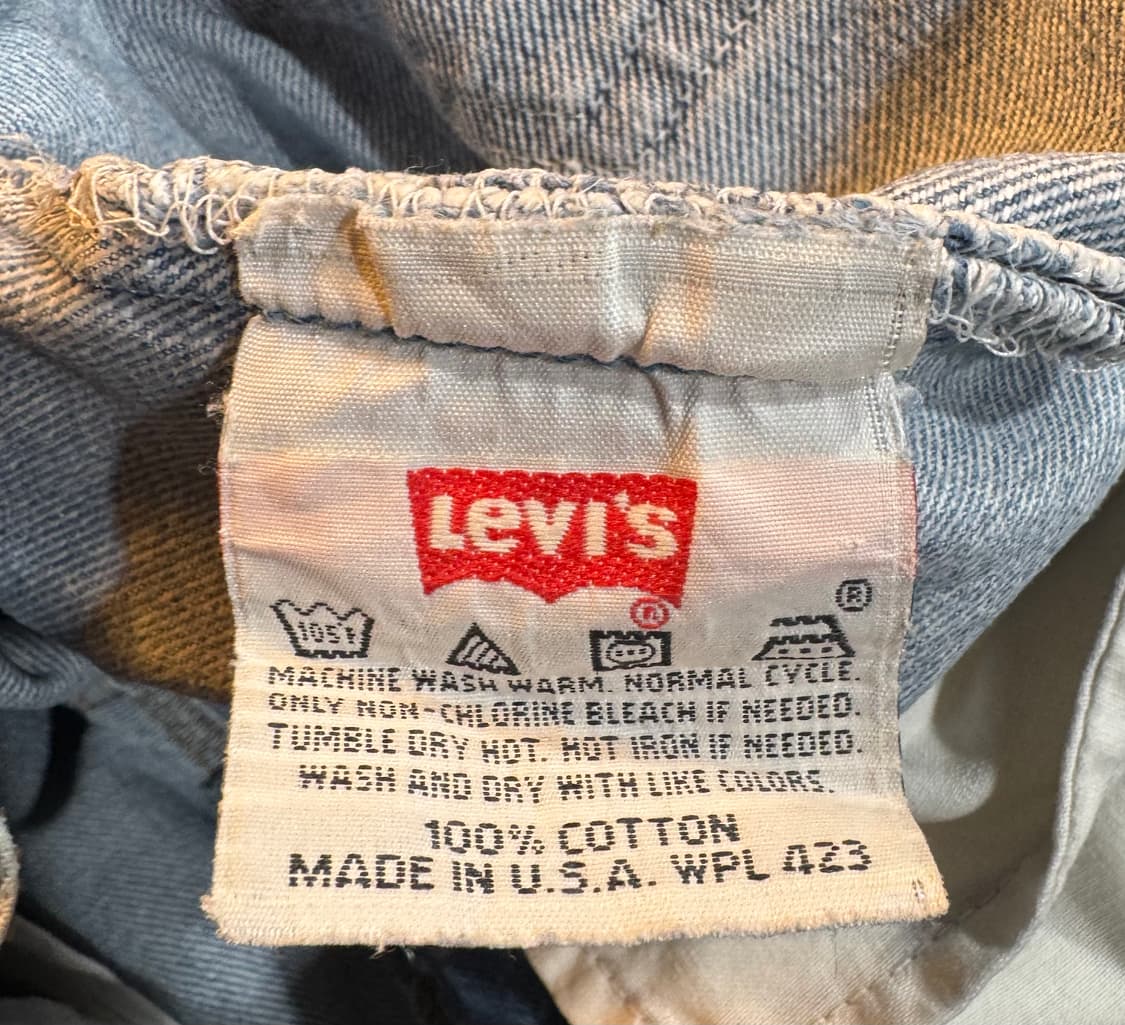 LEVI'S
®
105F
®
MACHINE WASH WARM. NORMAL CYCLE.
ONLY NON-CHLORINE BLEACH IF NEEDED.
TUMBLE DRY HOT. HOT IRON IF NEEDED.
WASH AND DRY WITH LIKE COLORS.
100% COTTON
MADE IN U.S.A. WPL 423